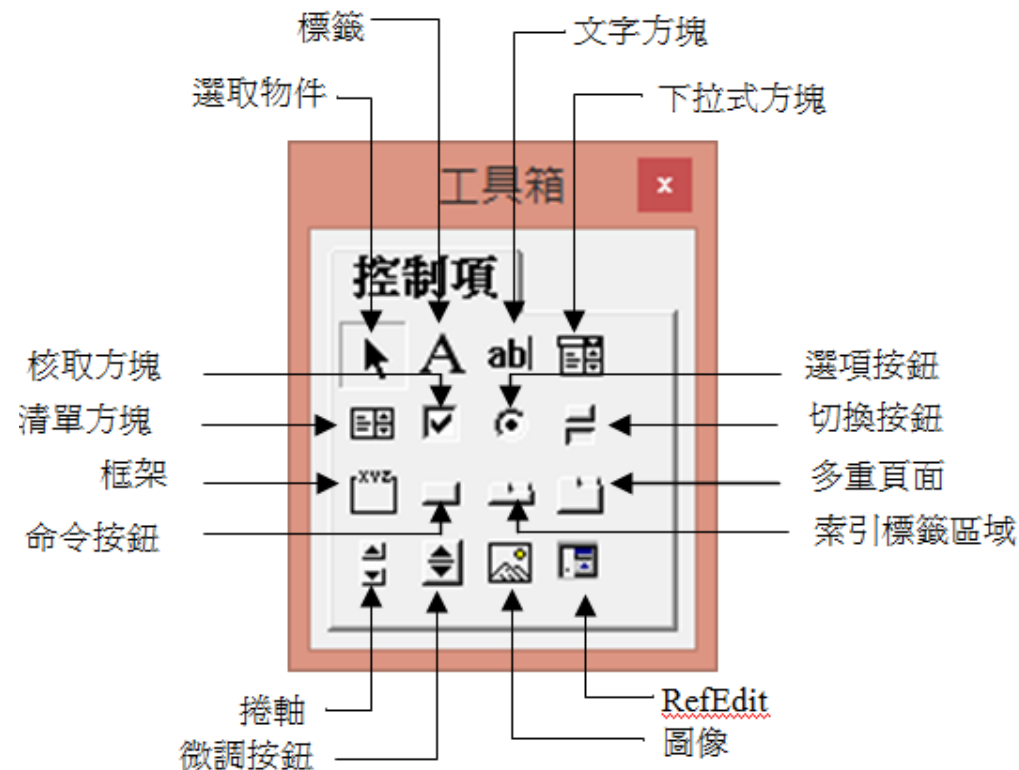 標籤
文字方塊
選取物件
下拉式方塊
工具箱
x
控制項
A
ab|
核取方塊
選項按鈕
清單方塊
切換按鈕
框架
XYZ
多重頁面
命令按鈕
索引標籤區域
捲軸
RefEdit
微調按鈕
圖像